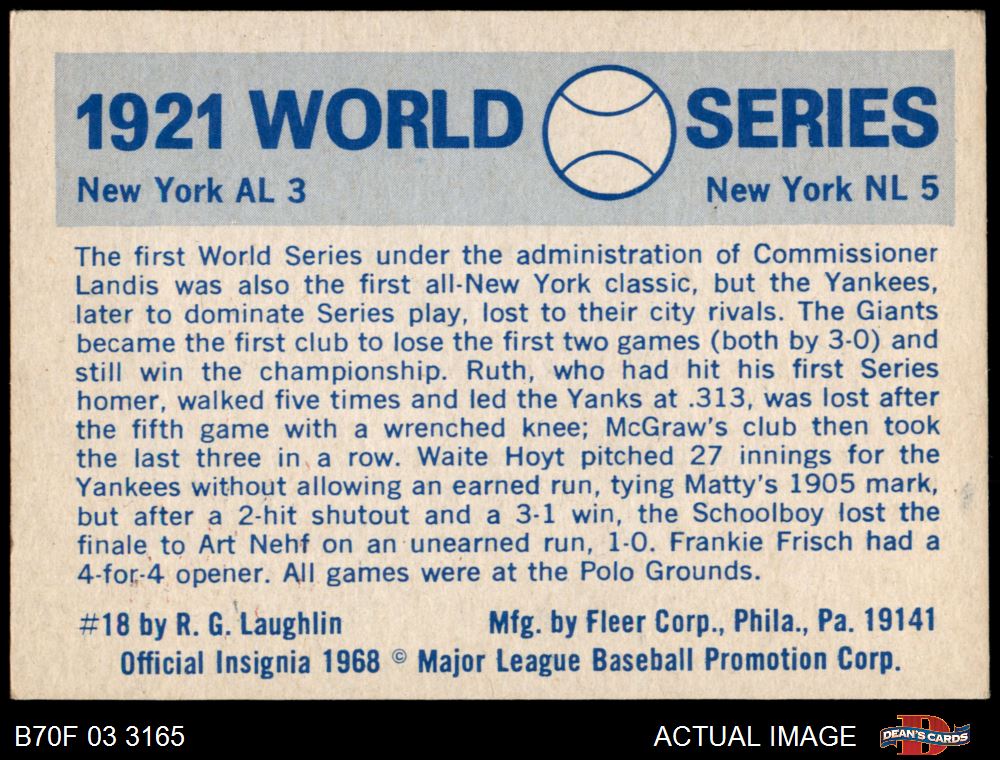 1921 WORLD SERIES
New York AL 3 New York NL 5
The first World Series under the administration of Commissioner
Landis was also the first all-New York classic, but the Yankees,
later to dominate Series play, lost to their city rivals. The Giants
became the first club to lose the first two games (both by 3-0) and
still win the championship. Ruth, who had hit his first Series
homer, walked five times and led the Yanks at .313, was lost after
the fifth game with a wrenched knee; McGraw's club then took
the last three in a row. Waite Hoyt pitched 27 innings for the
Yankees without allowing an earned run, tying Matty's 1905 mark,
but after a 2-hit shutout and a 3-1 win, the Schoolboy lost the
finale to Art Nehf on an unearned run, 1-0. Frankie Frisch had a
4-for-4 opener. All games were at the Polo Grounds.
#18 by R. G. Laughlin Mfg. by Fleer Corp., Phila., Pa. 19141
Official Insignia 1968 © Major League Baseball Promotion Corp.
B70F 03 3165 ACTUAL IMAGE D DEAN'S CARDS